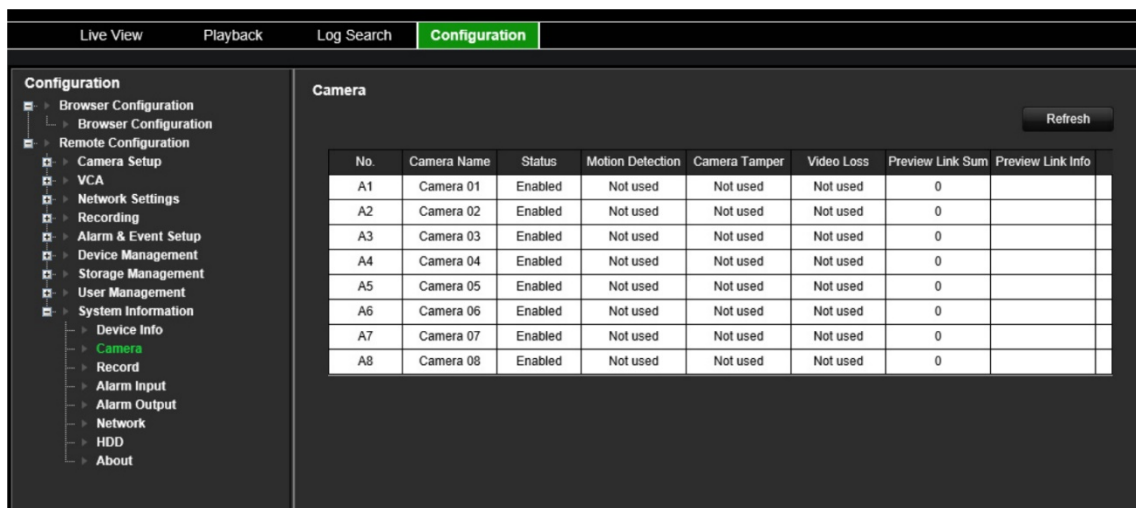 Live View Playback Log Search Configuration
Configuration
Browser Configuration
Browser Configuration
Remote Configuration
Camera Setup
VCA
Network Settings
Recording
Alarm & Event Setup
Device Management
Storage Management
User Management
System Information
Device Info
Camera
Record
Alarm Input
Alarm Output
Network
HDD
About
Camera
Refresh
No. Camera Name Status Motion Detection Camera Tamper Video Loss Preview Link Sum Preview Link Info
A1 Camera 01 Enabled Not used Not used Not used 0
A2 Camera 02 Enabled Not used Not used Not used 0
A3 Camera 03 Enabled Not used Not used Not used 0
A4 Camera 04 Enabled Not used Not used Not used 0
A5 Camera 05 Enabled Not used Not used Not used 0
A6 Camera 06 Enabled Not used Not used Not used 0
A7 Camera 07 Enabled Not used Not used Not used 0
A8 Camera 08 Enabled Not used Not used Not used 0